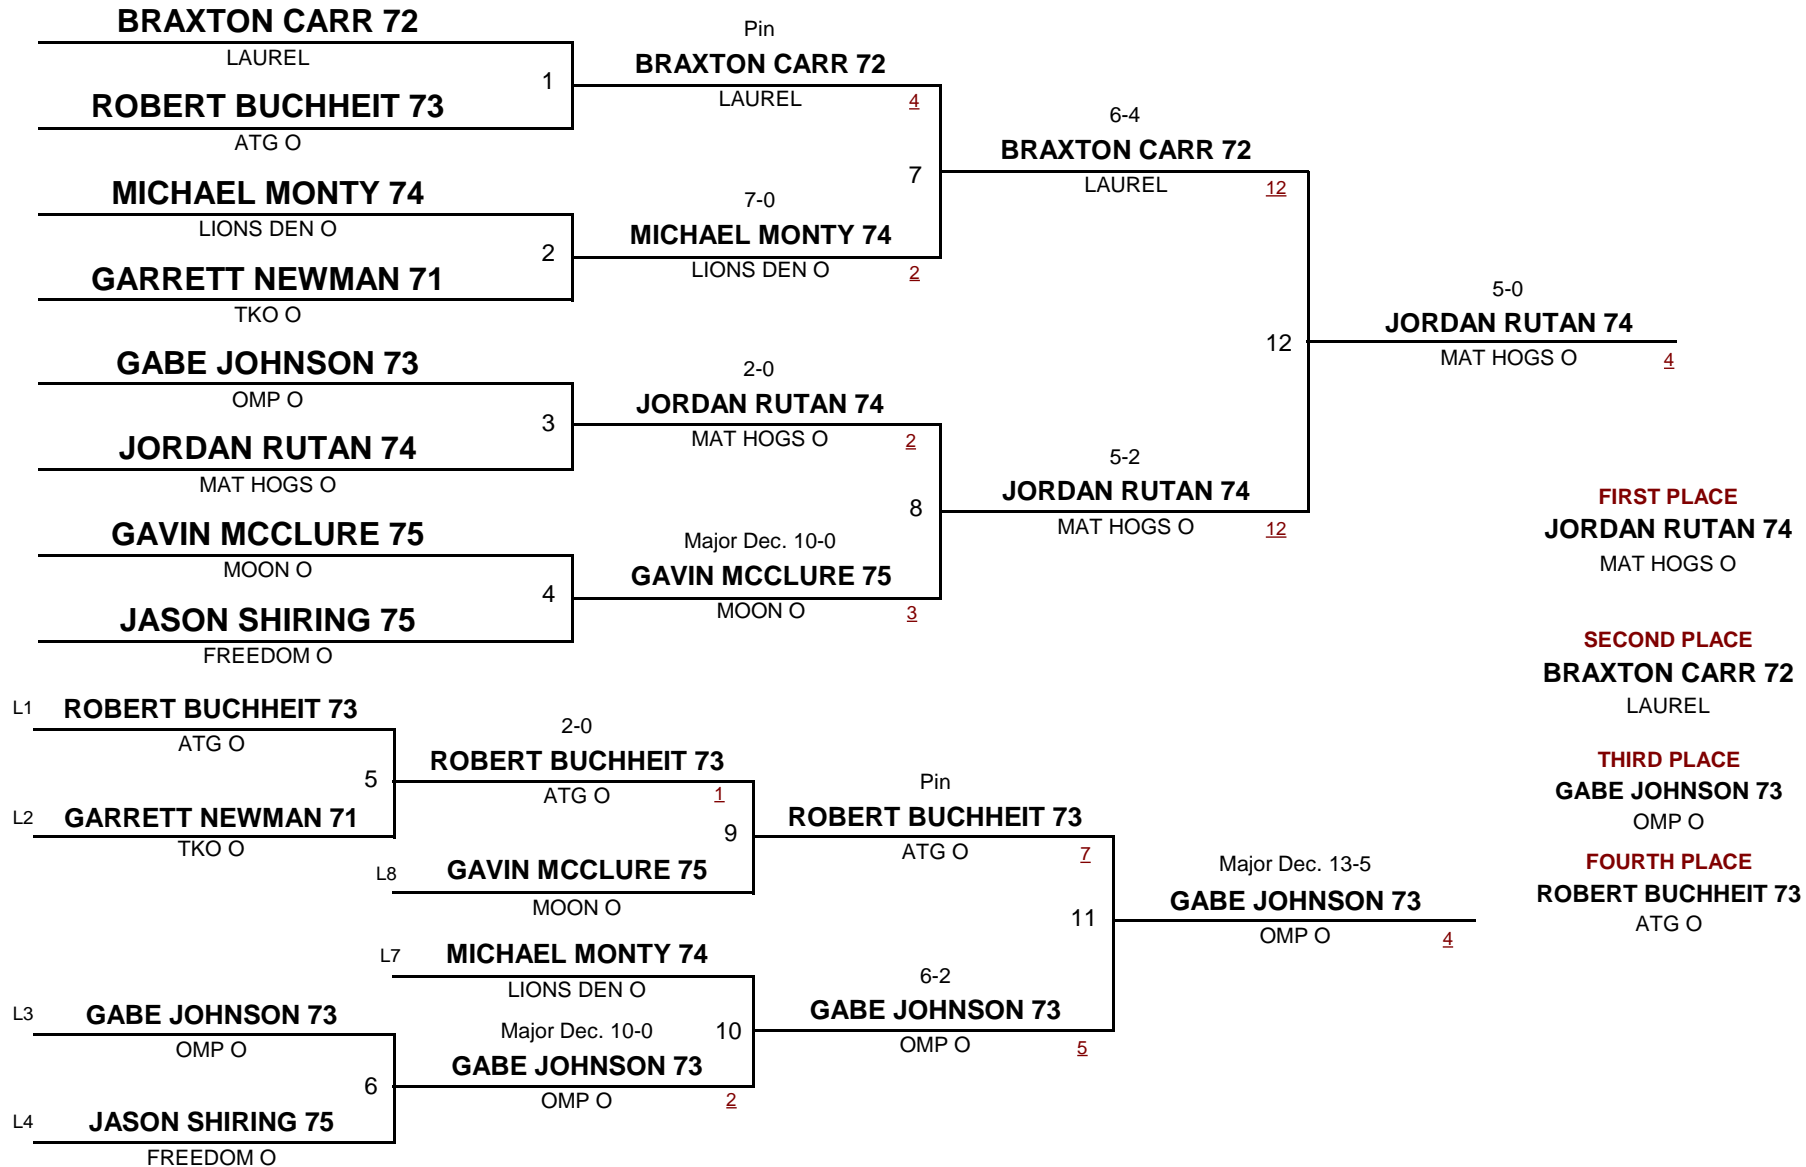 BRAXTON CARR 72
LAUREL
1
ROBERT BUCHHEIT 73
ATG O
MICHAEL MONTY 74
LIONS DEN O
2
GARRETT NEWMAN 71
TKO O
GABE JOHNSON 73
OMP O
3
JORDAN RUTAN 74
MAT HOGS O
GAVIN MCCLURE 75
MOON O
4
JASON SHIRING 75
FREEDOM O
Pin
BRAXTON CARR 72
LAUREL 4
7
7-0
MICHAEL MONTY 74
LIONS DEN O 2
2-0
JORDAN RUTAN 74
MAT HOGS O 2
8
Major Dec. 10-0
GAVIN MCCLURE 75
MOON O 3
6-4
BRAXTON CARR 72
LAUREL 12
12
5-2
JORDAN RUTAN 74
MAT HOGS O 12
5-0
JORDAN RUTAN 74
MAT HOGS O 4
L1 ROBERT BUCHHEIT 73
ATG O
5
L2 GARRETT NEWMAN 71
TKO O
L3 GABE JOHNSON 73
OMP O
6
L4 JASON SHIRING 75
FREEDOM O
2-0
ROBERT BUCHHEIT 73
ATG O 1
9
L8 GAVIN MCCLURE 75
MOON O
L7 MICHAEL MONTY 74
LIONS DEN O
Major Dec. 10-0 10
GABE JOHNSON 73
OMP O 2
Pin
ROBERT BUCHHEIT 73
ATG O 7
11
6-2
GABE JOHNSON 73
OMP O 5
Major Dec. 13-5
GABE JOHNSON 73
OMP O 4
FIRST PLACE
JORDAN RUTAN 74
MAT HOGS O
SECOND PLACE
BRAXTON CARR 72
LAUREL
THIRD PLACE
GABE JOHNSON 73
OMP O
FOURTH PLACE
ROBERT BUCHHEIT 73
ATG O